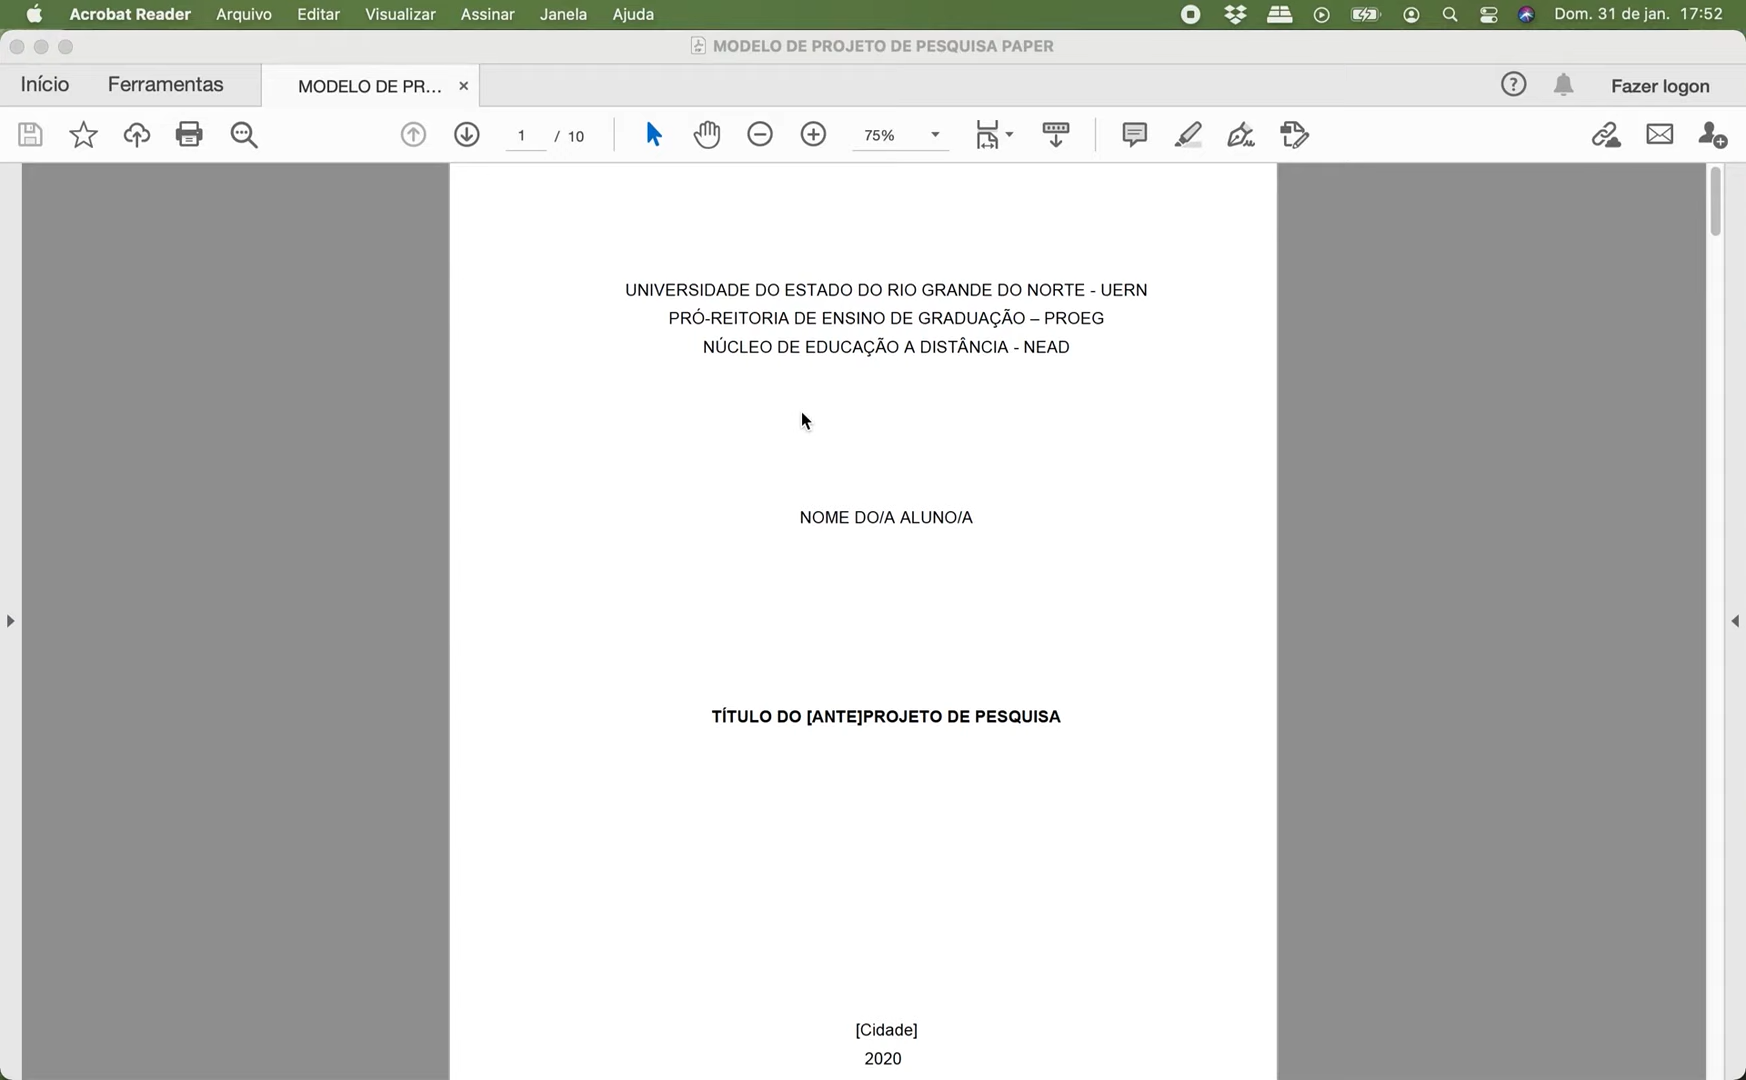 Acrobat Reader Arquivo Editar Visualizar Assinar Janela Ajuda Dom. 31 de jan. 17:52
MODELO DE PROJETO DE PESQUISA PAPER
Início Ferramentas MODELO DE PR... × ? Fazer logon
1 / 10 75%
UNIVERSIDADE DO ESTADO DO RIO GRANDE DO NORTE - UERN
PRÓ-REITORIA DE ENSINO DE GRADUAÇÃO – PROEG
NÚCLEO DE EDUCAÇÃO A DISTÂNCIA - NEAD
NOME DO/A ALUNO/A
TÍTULO DO [ANTE]PROJETO DE PESQUISA
[Cidade]
2020